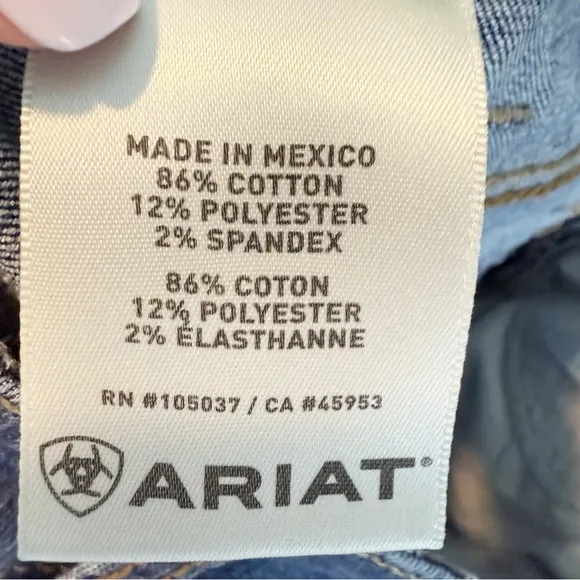 MADE IN MEXICO
86% COTTON
12% POLYESTER
2% SPANDEX
86% COTON
12% POLYESTER
2% ÉLASTHANNE
RN #105037 / CA #45953
ARIAT®